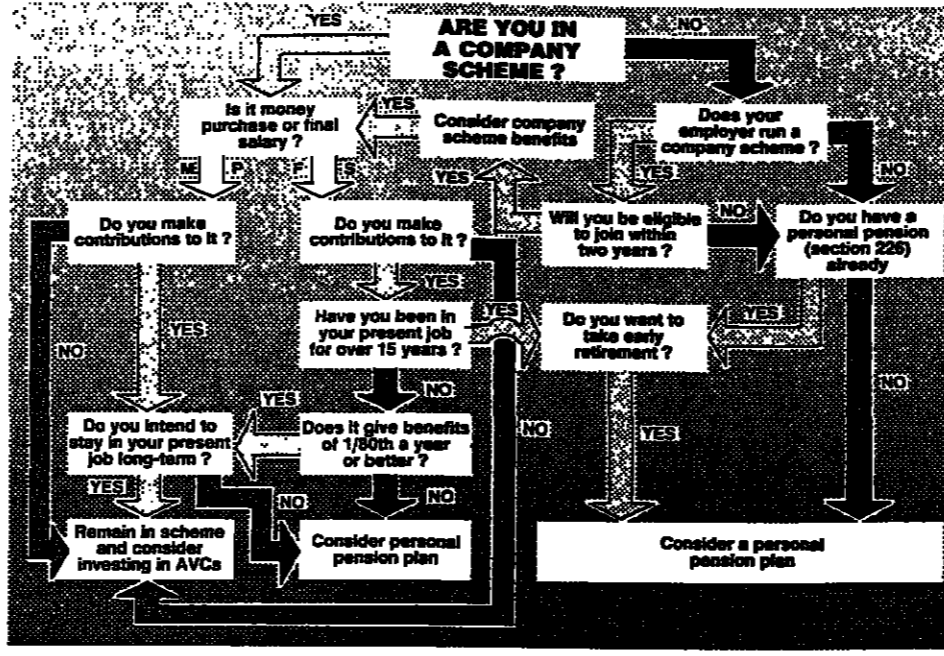 YES
ARE YOU IN
A COMPANY
SCHEME ?
NO
Is it money
purchase or final
salary ?
YES
Consider company
scheme benefits
Does your
employer run a
company scheme ?
M P F S
YES
YES
NO
Do you make
contributions to it ?
Do you make
contributions to it ?
Will you be eligible
to join within
two years ?
NO
Do you have a
personal pension
(section 226)
already
YES
YES
YES
YES
NO
Have you been in
your present job
for over 15 years ?
Do you want to
take early
retirement ?
NO
NO
YES
Do you intend to
stay in your present
job long-term ?
Does it give benefits
of 1/80th a year
or better ?
NO
YES
YES
NO
NO
Remain in scheme
and consider
investing in AVCs
Consider personal
pension plan
Consider a personal
pension plan